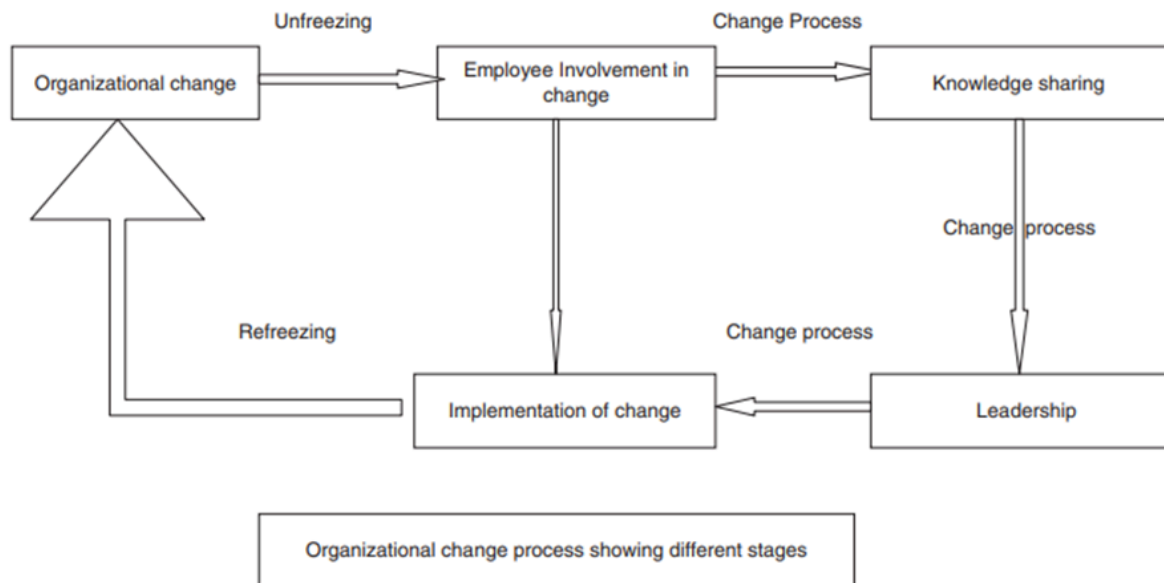 Unfreezing
Change Process
Organizational change
Employee Involvement in
change
Knowledge sharing
Change process
Refreezing
Change process
Implementation of change
Leadership
Organizational change process showing different stages